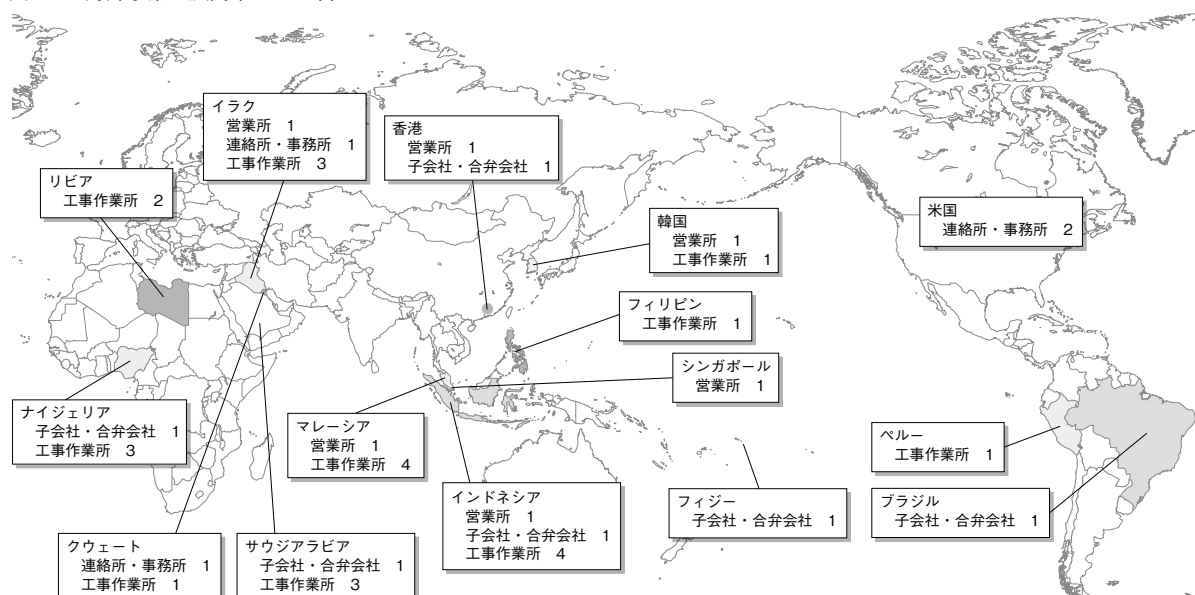 イラク
営業所 1
連絡所・事務所 1
工事作業所 3
香港
営業所 1
子会社・合弁会社 1
リビア
工事作業所 2
韓国
営業所 1
工事作業所 1
米国
連絡所・事務所 2
フィリピン
工事作業所 1
シンガポール
営業所 1
ナイジェリア
子会社・合弁会社 1
工事作業所 3
マレーシア
営業所 1
工事作業所 4
ペルー
工事作業所 1
インドネシア
営業所 1
子会社・合弁会社 1
工事作業所 4
フィジー
子会社・合弁会社 1
ブラジル
子会社・合弁会社 1
クウェート
連絡所・事務所 1
工事作業所 1
サウジアラビア
子会社・合弁会社 1
工事作業所 3